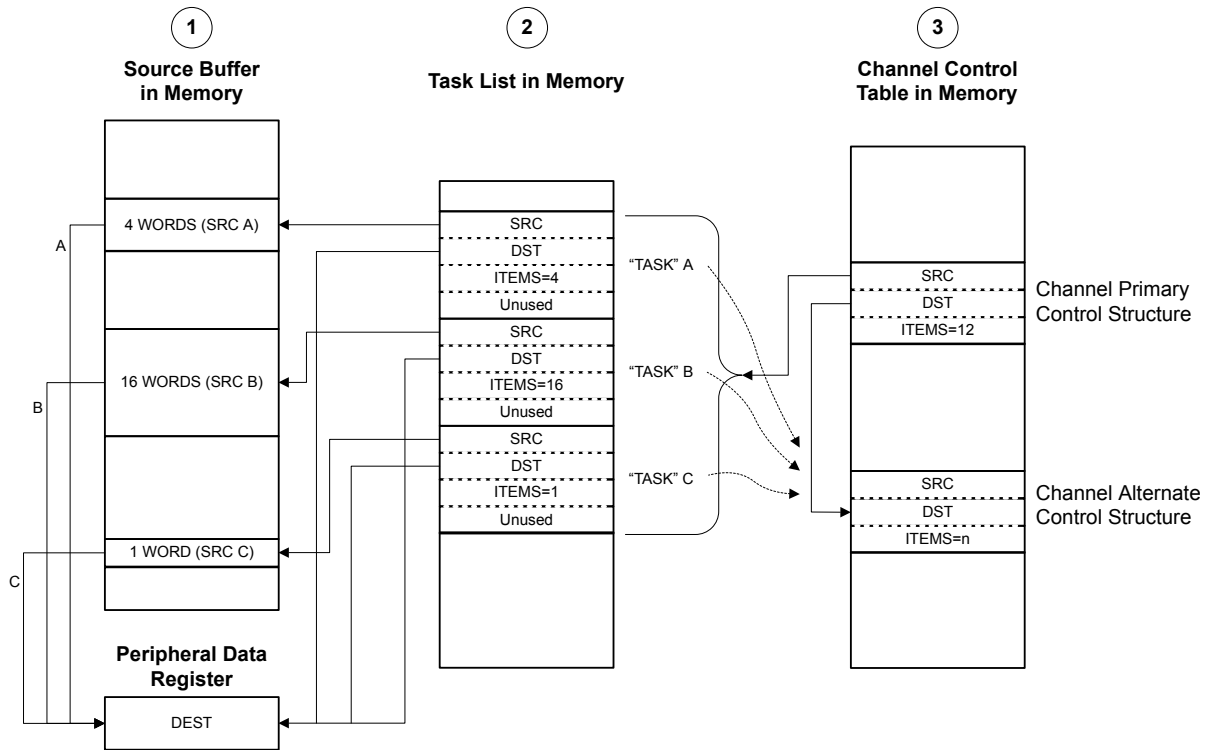 1
2
3
Source Buffer
in Memory
Task List in Memory
Channel Control
Table in Memory
4 WORDS (SRC A)
16 WORDS (SRC B)
1 WORD (SRC C)
A
B
C
Peripheral Data
Register
DEST
SRC
DST
ITEMS=4
Unused
SRC
DST
ITEMS=16
Unused
SRC
DST
ITEMS=1
Unused
“TASK” A
“TASK” B
“TASK” C
SRC
DST
ITEMS=12
Channel Primary
Control Structure
SRC
DST
ITEMS=n
Channel Alternate
Control Structure